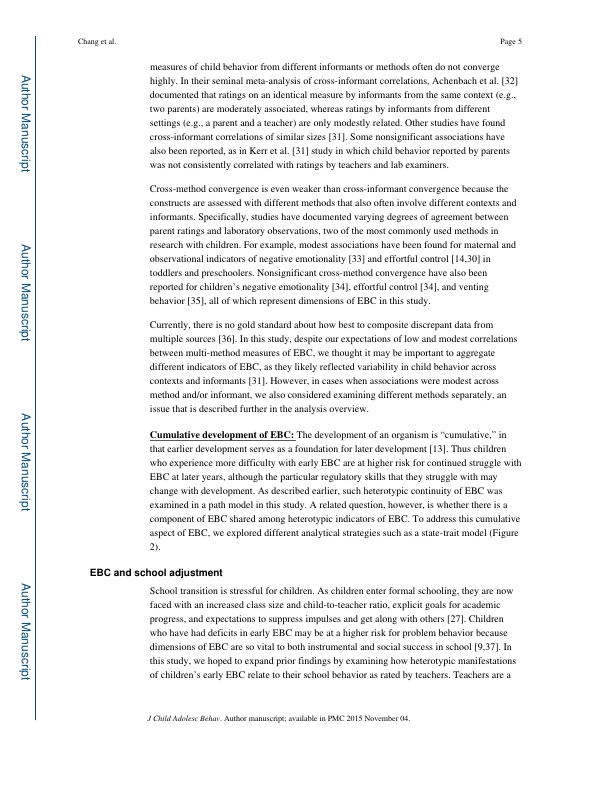 Chang et al.
Page 5
measures of child behavior from different informants or methods often do not converge
highly. In their seminal meta-analysis of cross-informant correlations, Achenbach et al. [32]
documented that ratings on an identical measure by informants from the same context (e.g.,
two parents) are moderately associated, whereas ratings by informants from different
settings (e.g., a parent and a teacher) are only modestly related. Other studies have found
cross-informant correlations of similar sizes [31]. Some nonsignificant associations have
also been reported, as in Kerr et al. [31] study in which child behavior reported by parents
was not consistently correlated with ratings by teachers and lab examiners.
Cross-method convergence is even weaker than cross-informant convergence because the
constructs are assessed with different methods that also often involve different contexts and
informants. Specifically, studies have documented varying degrees of agreement between
parent ratings and laboratory observations, two of the most commonly used methods in
research with children. For example, modest associations have been found for maternal and
observational indicators of negative emotionality [33] and effortful control [14,30] in
toddlers and preschoolers. Nonsignificant cross-method convergence have also been
reported for children's negative emotionality [34], effortful control [34], and venting
behavior [35], all of which represent dimensions of EBC in this study.
Currently, there is no gold standard about how best to composite discrepant data from
multiple sources [36]. In this study, despite our expectations of low and modest correlations
between multi-method measures of EBC, we thought it may be important to aggregate
different indicators of EBC, as they likely reflected variability in child behavior across
contexts and informants [31]. However, in cases when associations were modest across
method and/or informant, we also considered examining different methods separately, an
issue that is described further in the analysis overview.
Cumulative development of EBC: The development of an organism is “cumulative,” in
that earlier development serves as a foundation for later development [13]. Thus children
who experience more difficulty with early EBC are at higher risk for continued struggle with
EBC at later years, although the particular regulatory skills that they struggle with may
change with development. As described earlier, such heterotypic continuity of EBC was
examined in a path model in this study. A related question, however, is whether there is a
component of EBC shared among heterotypic indicators of EBC. To address this cumulative
aspect of EBC, we explored different analytical strategies such as a state-trait model (Figure
2).
EBC and school adjustment
School transition is stressful for children. As children enter formal schooling, they are now
faced with an increased class size and child-to-teacher ratio, explicit goals for academic
progress, and expectations to suppress impulses and get along with others [27]. Children
who have had deficits in early EBC may be at a higher risk for problem behavior because
dimensions of EBC are so vital to both instrumental and social success in school [9,37]. In
this study, we hoped to expand prior findings by examining how heterotypic manifestations
of children's early EBC relate to their school behavior as rated by teachers. Teachers are a
J Child Adolesc Behav. Author manuscript; available in PMC 2015 November 04.
Author Manuscript
Author Manuscript
Author Manuscript
Author Manuscript